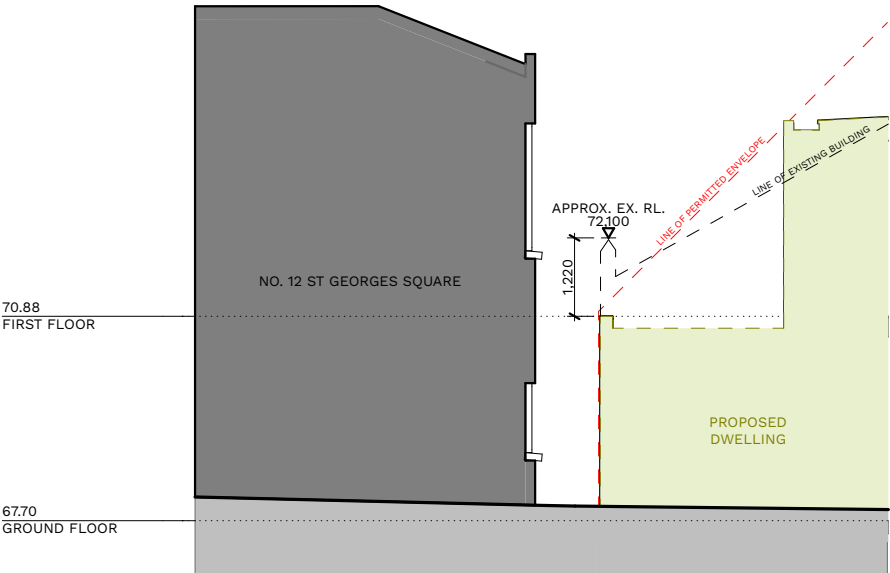 LINE OF PERMITTED ENVELOPE
LINE OF EXISTING BUILDING
APPROX. EX. RL.
72,100
1,220
NO. 12 ST GEORGES SQUARE
70.88
FIRST FLOOR
PROPOSED
DWELLING
67.70
GROUND FLOOR